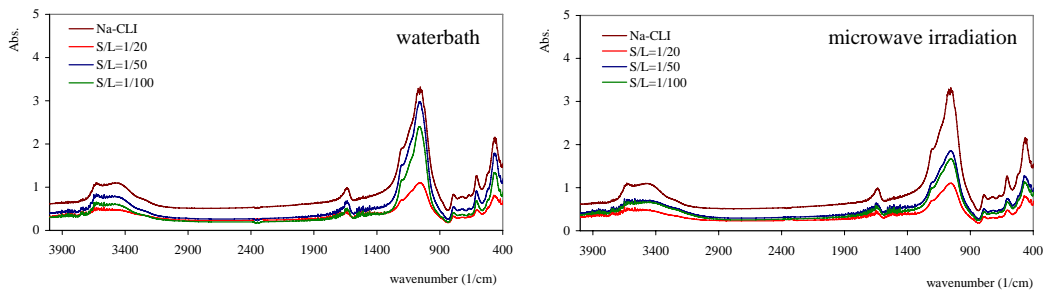 Abs.
5
4
3
2
1
0
Na-CLI
S/L=1/20
S/L=1/50
S/L=1/100
waterbath
3900 3400 2900 2400 1900 1400 900 400
wavenumber (1/cm)
Abs.
5
4
3
2
1
0
Na-CLI
S/L=1/20
S/L=1/50
S/L=1/100
microwave irradiation
3900 3400 2900 2400 1900 1400 900 400
wavenumber (1/cm)